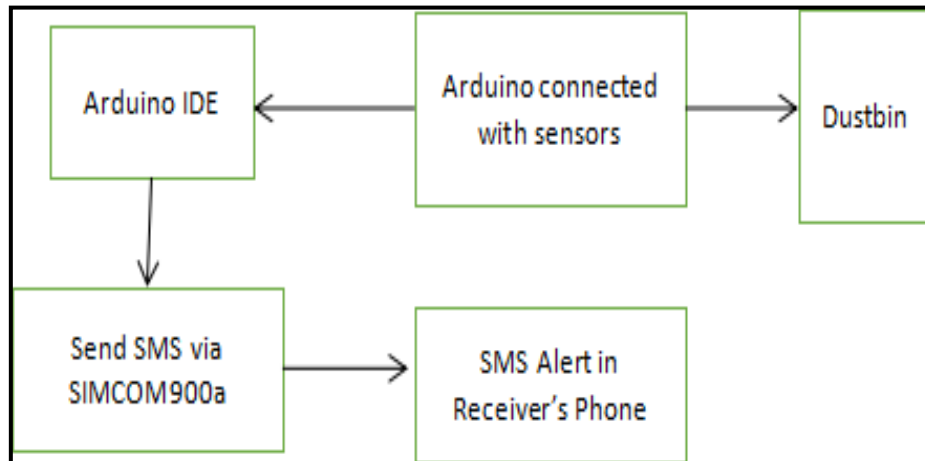 Arduino IDE
Arduino connected
with sensors
Dustbin
Send SMS via
SIMCOM900a
SMS Alert in
Receiver’s Phone